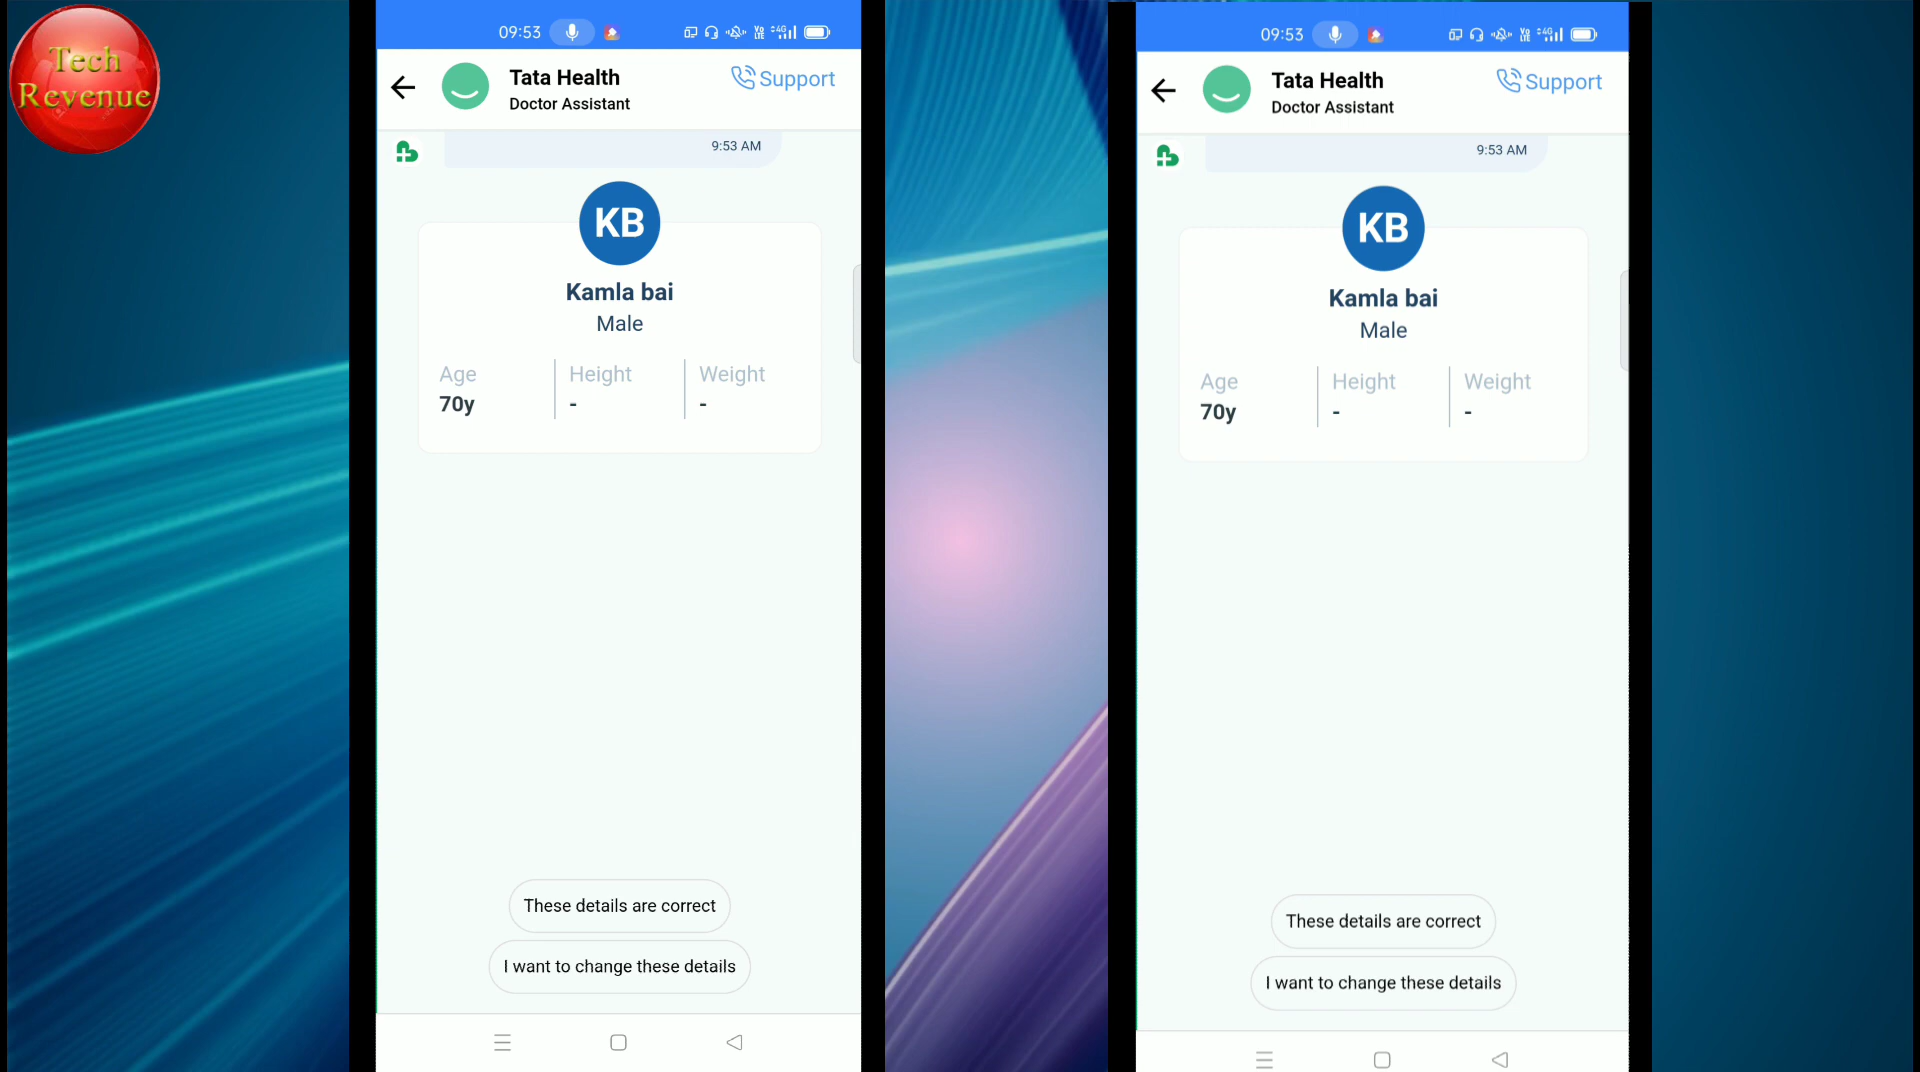 Tech
Revenue
09:53
Tata Health
Doctor Assistant
Support
9:53 AM
KB
Kamla bai
Male
Age
Height
Weight
70y
-
-
These details are correct
I want to change these details
09:53
Tata Health
Doctor Assistant
Support
9:53 AM
KB
Kamla bai
Male
Age
Height
Weight
70y
-
-
These details are correct
I want to change these details